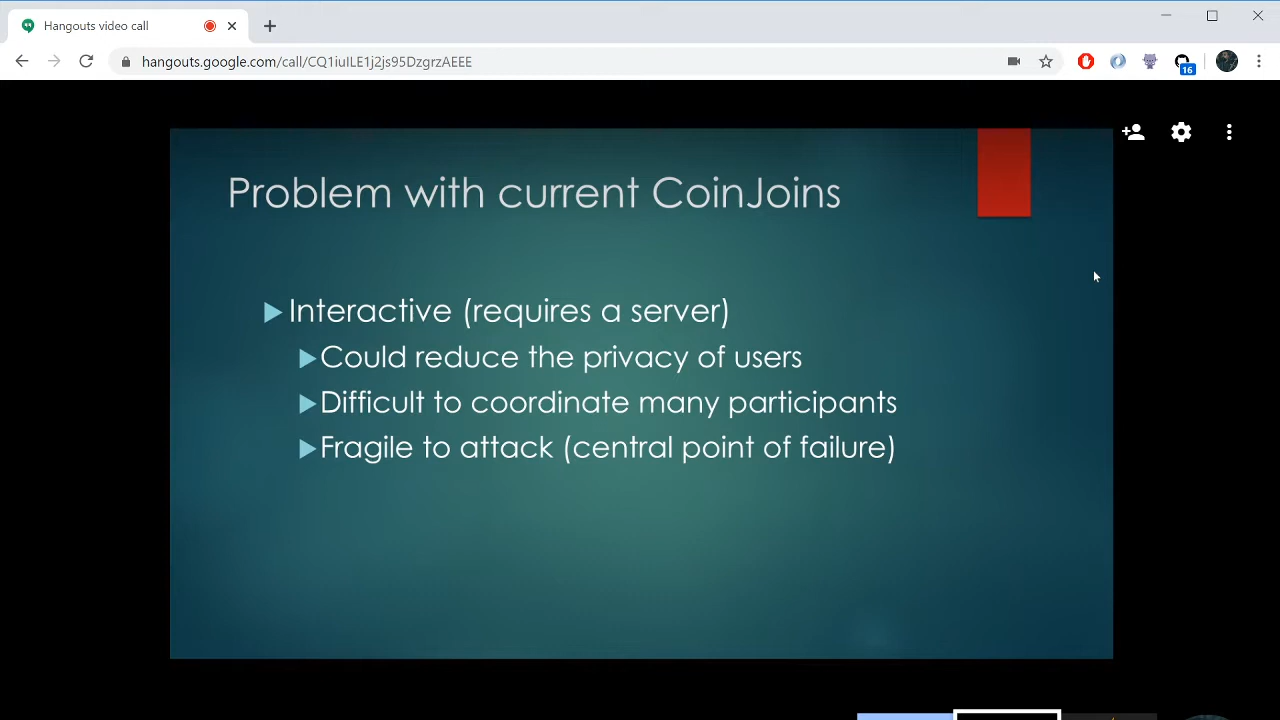 Hangouts video call
hangouts.google.com/call/CQ1iuILE1j2js95DzgrzAEEE
16
Problem with current CoinJoins
Interactive (requires a server)
Could reduce the privacy of users
Difficult to coordinate many participants
Fragile to attack (central point of failure)